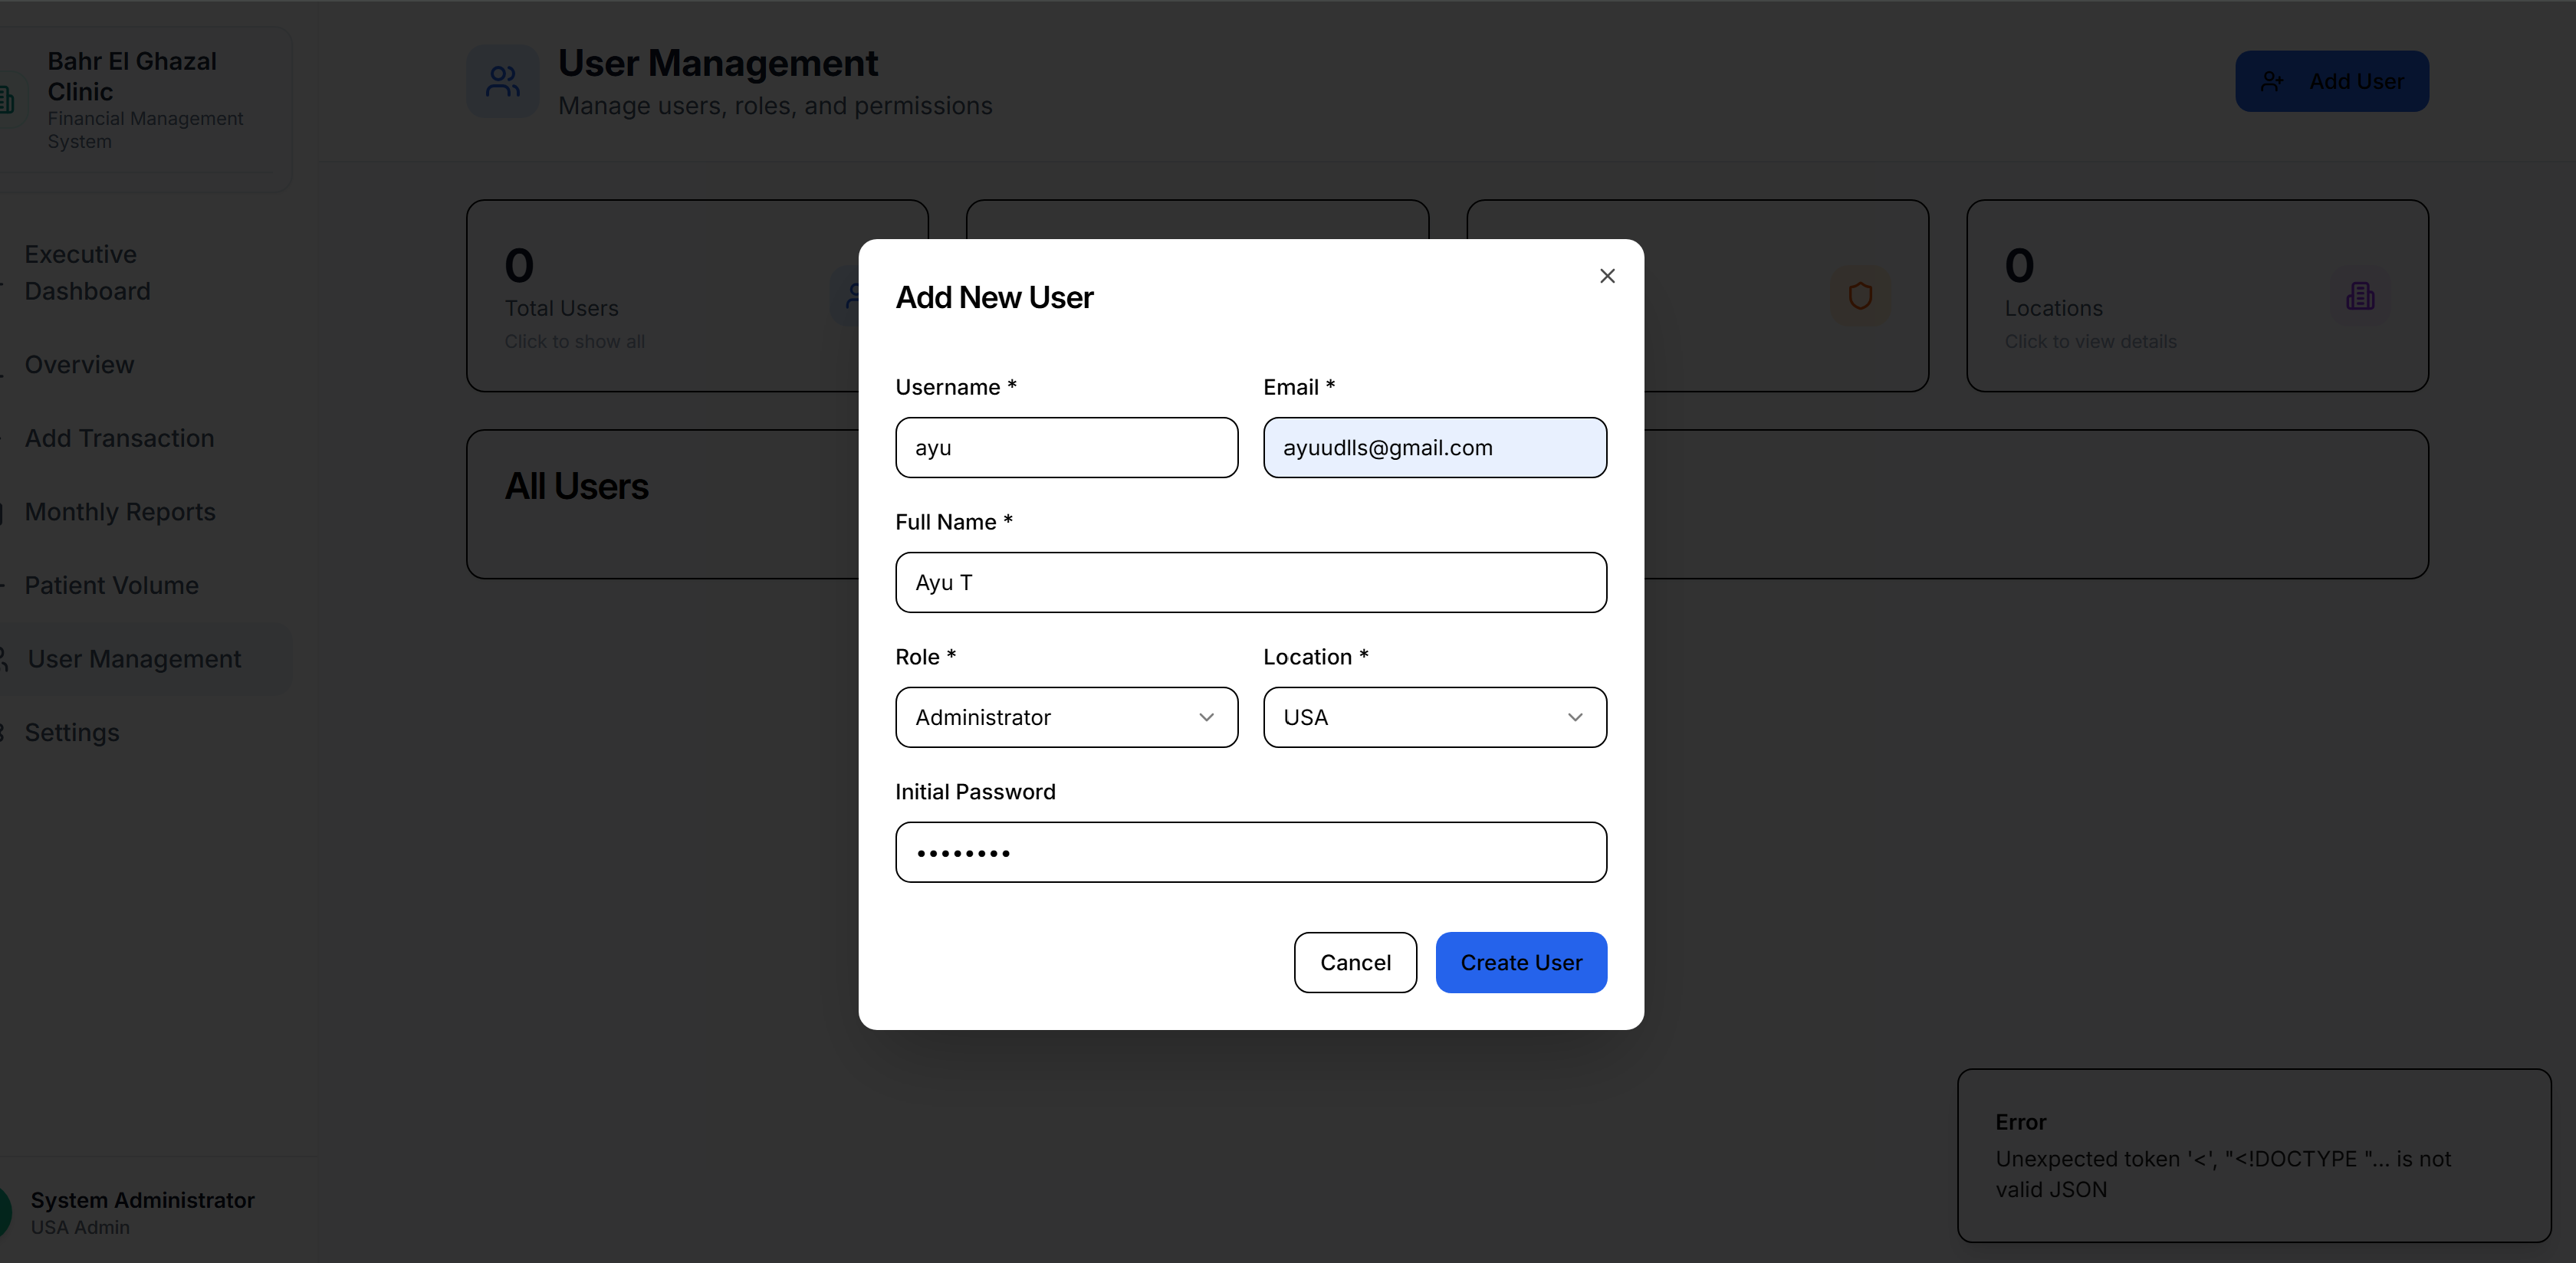 Bahr El Ghazal
Clinic
Financial Management
System
Executive
Dashboard
Overview
Add Transaction
Monthly Reports
Patient Volume
User Management
Settings
System Administrator
USA Admin
User Management
Manage users, roles, and permissions
Add User
0
Total Users
Click to show all
0
Locations
Click to view details
All Users
Add New User
Username *
Email *
ayu
ayuudlls@gmail.com
Full Name *
Ayu T
Role *
Location *
Administrator
USA
Initial Password
••••••••
Cancel
Create User
Error
Unexpected token '<', "<!DOCTYPE "... is not
valid JSON